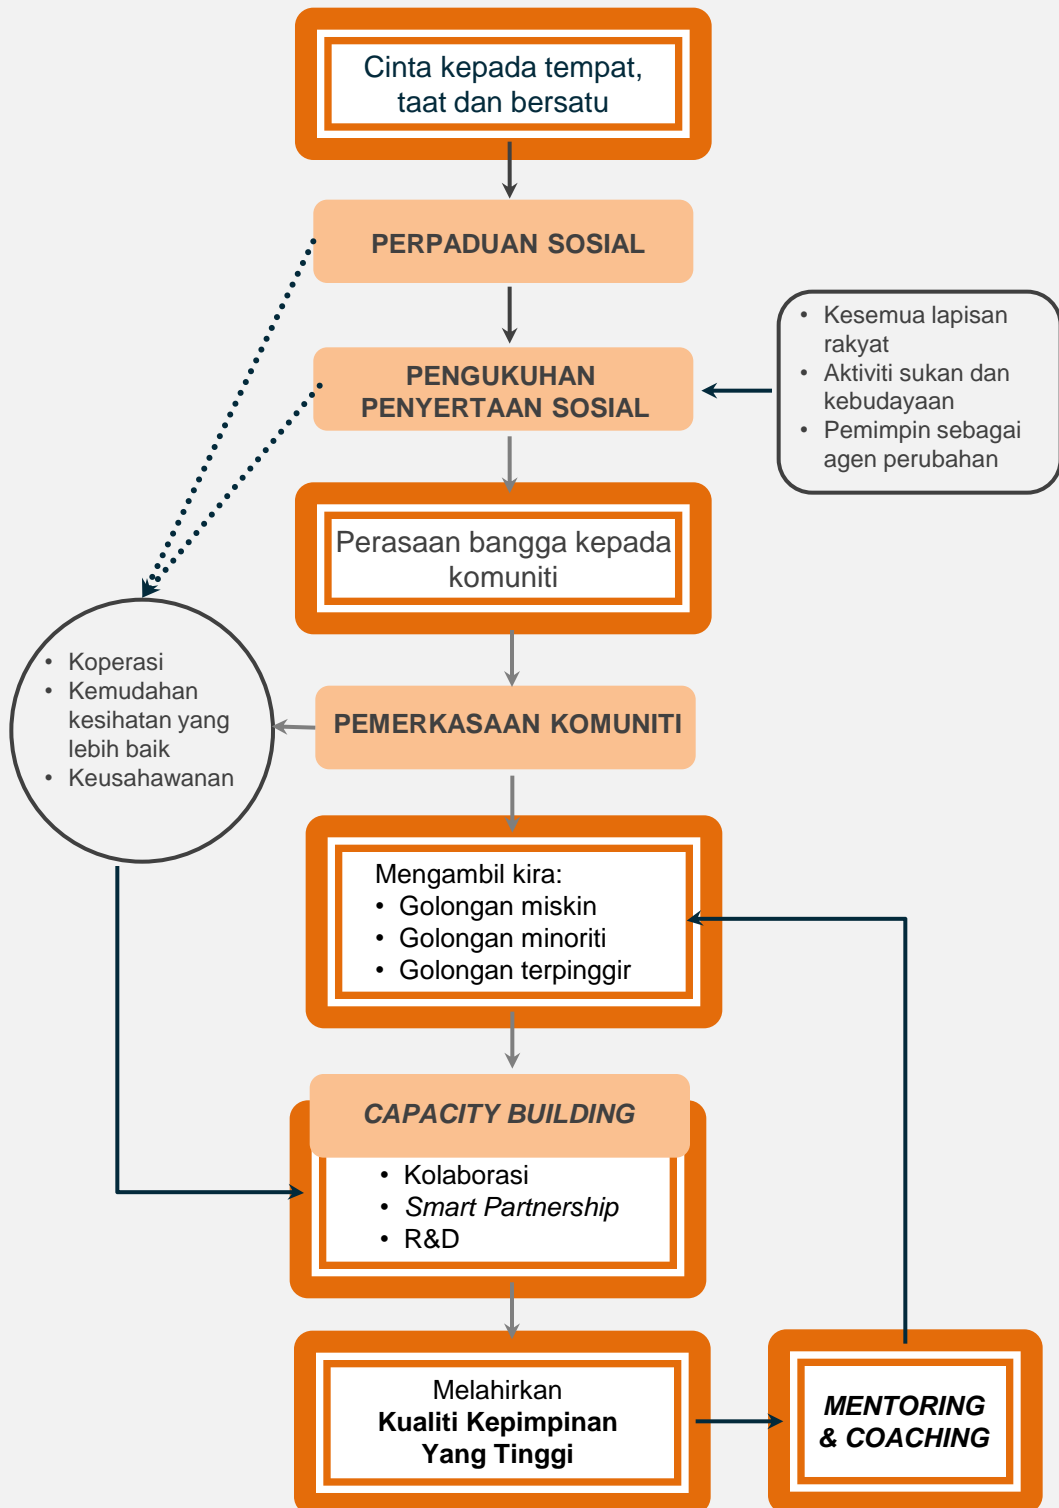 Cinta kepada tempat,
taat dan bersatu
PERPADUAN SOSIAL
PENGUKUHAN
PENYERTAAN SOSIAL
• Kesemua lapisan
rakyat
• Aktiviti sukan dan
kebudayaan
• Pemimpin sebagai
agen perubahan
Perasaan bangga kepada
komuniti
• Koperasi
• Kemudahan
kesihatan yang
lebih baik
• Keusahawanan
PEMERKASAAN KOMUNITI
Mengambil kira:
• Golongan miskin
• Golongan minoriti
• Golongan terpinggir
CAPACITY BUILDING
• Kolaborasi
• Smart Partnership
• R&D
Melahirkan
Kualiti Kepimpinan
Yang Tinggi
MENTORING
& COACHING